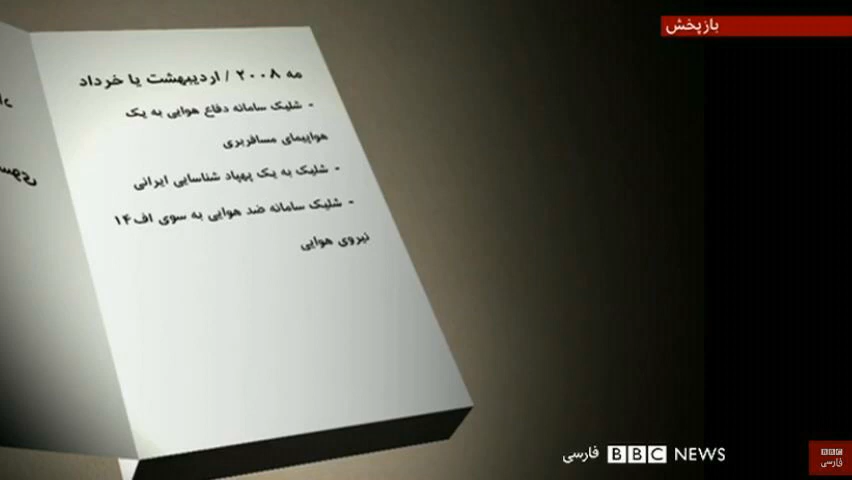 بازپخش
مه ۲۰۰۸ / اردیبهشت یا خرداد
- شلیک سامانه دفاع هوایی به یک
هواپیمای مسافربری
- شلیک به یک پهپاد شناسایی ایرانی
- شلیک سامانه ضد هوایی به سوی اف۱۴
نیروی هوایی
سوی
BBC NEWS فارسی
BBC
فارسی